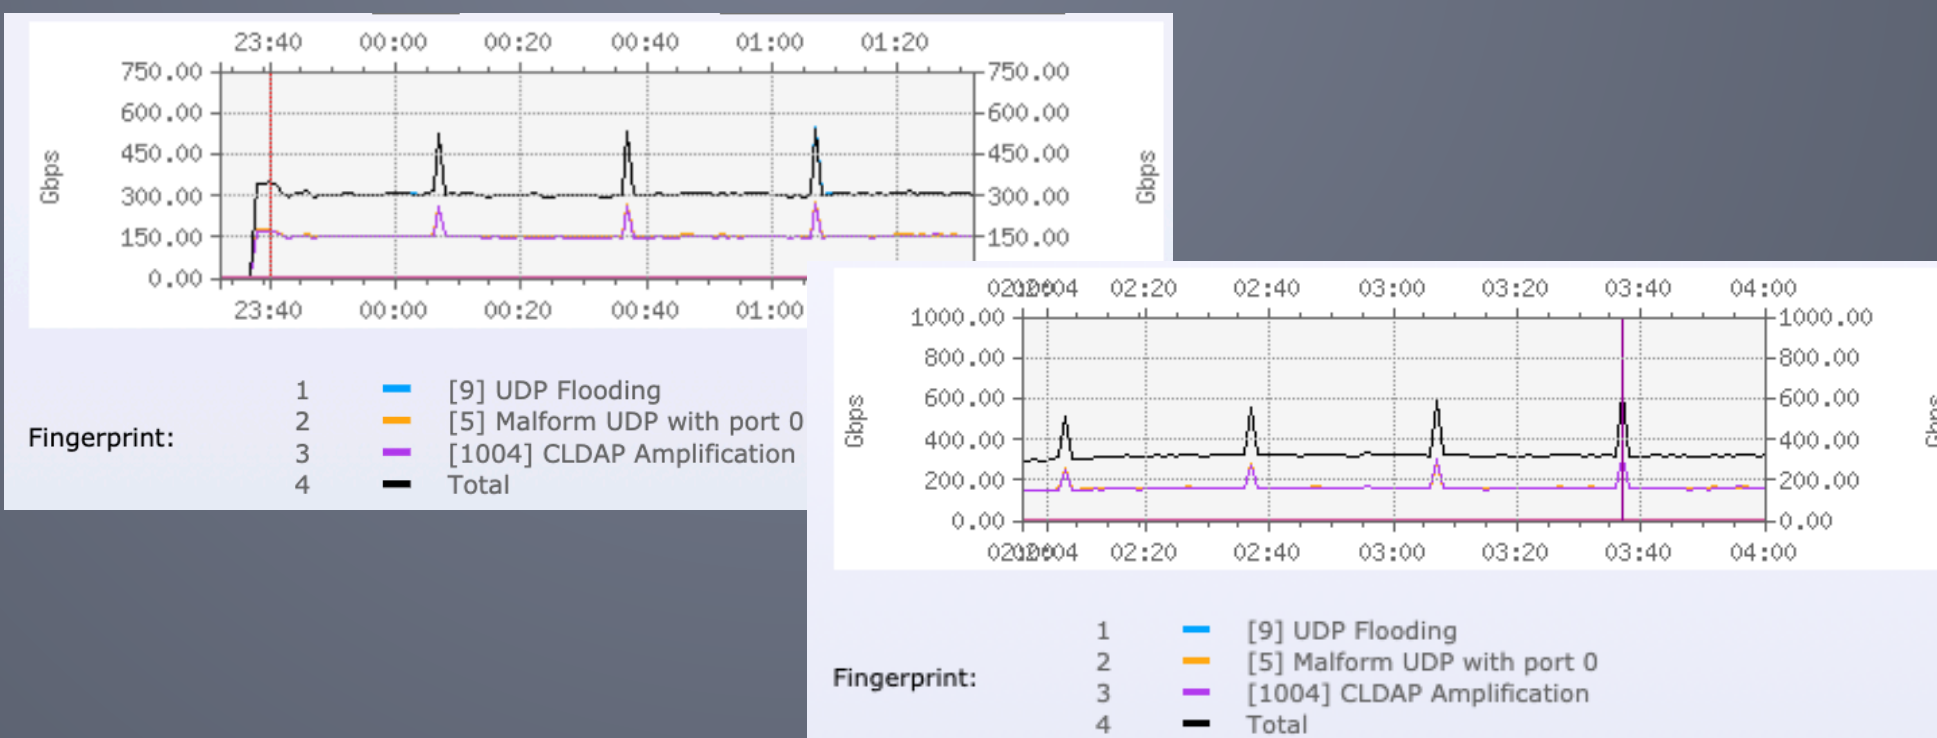 23:40 00:00 00:20 00:40 01:00 01:20
750.00 750.00
600.00 600.00
450.00 450.00
300.00 300.00
150.00 150.00
0.00
Gbps
Gbps
23:40 00:00 00:20 00:40 01:00
Fingerprint:
1 [9] UDP Flooding
2 [5] Malform UDP with port 0
3 [1004] CLDAP Amplification
4 Total
02:20 02:40 03:00 03:20 03:40 04:00
1000.00 1000.00
800.00 800.00
600.00 600.00
400.00 400.00
200.00 200.00
0.00 0.00
Gbps
02:20 02:40 03:00 03:20 03:40 04:00
Fingerprint:
1 [9] UDP Flooding
2 [5] Malform UDP with port 0
3 [1004] CLDAP Amplification
4 Total